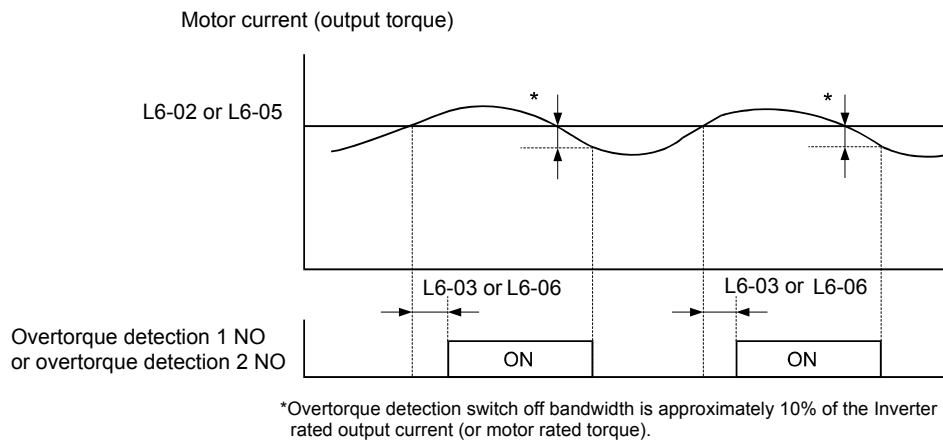 Motor current (output torque)
L6-02 or L6-05
*
*
L6-03 or L6-06
L6-03 or L6-06
Overtorque detection 1 NO
or overtorque detection 2 NO
ON
ON
*Overtorque detection switch off bandwidth is approximately 10% of the Inverter
rated output current (or motor rated torque).